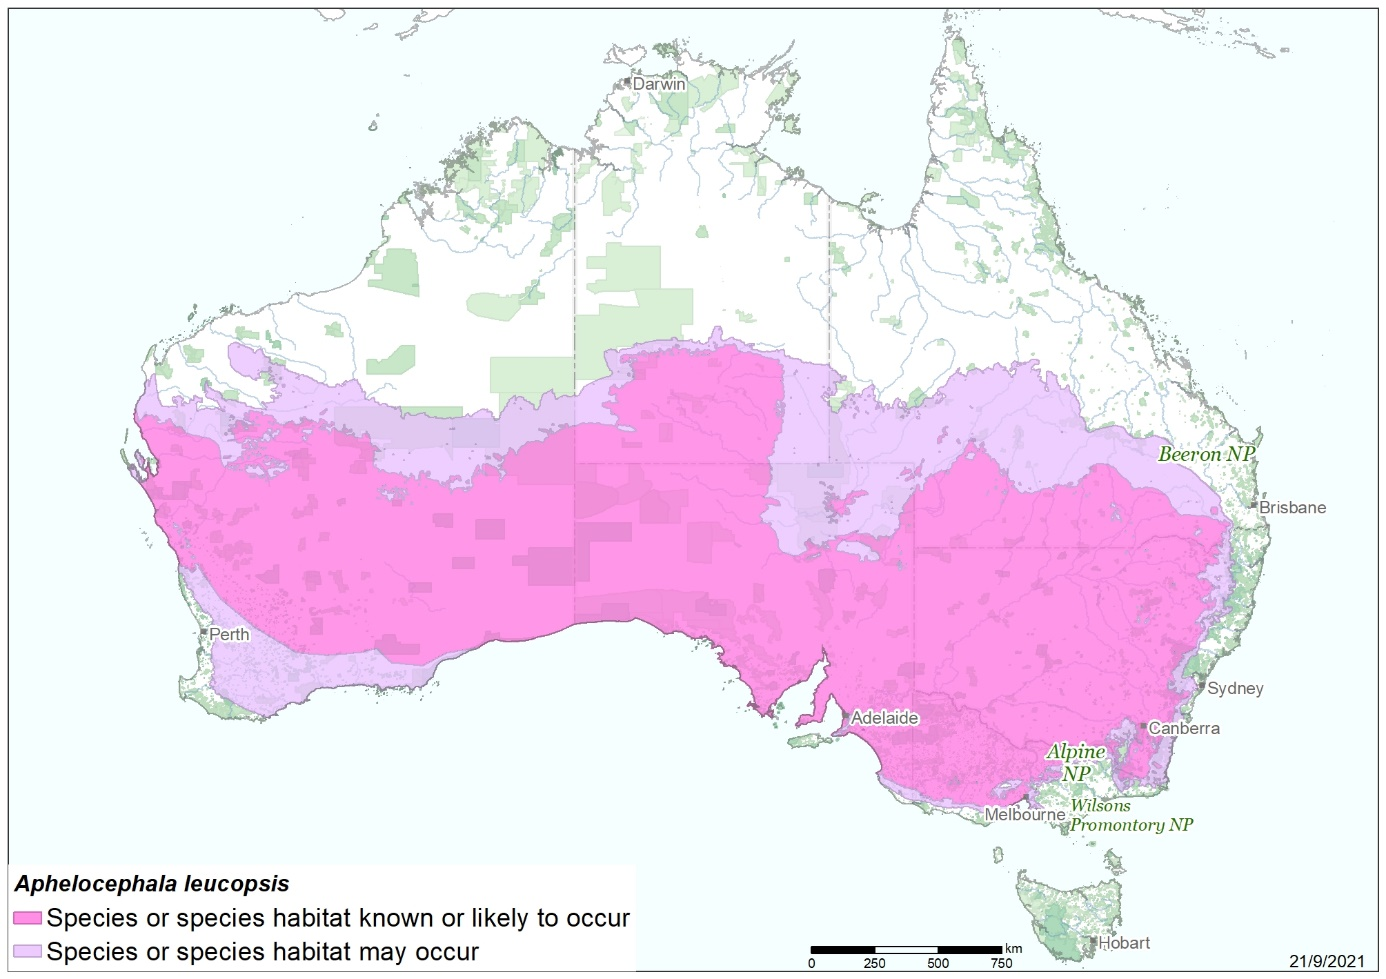 Darwin
Beeron NP
Brisbane
Perth
Sydney
Adelaide
Canberra
Alpine
NP
Melbourne
Wilsons
Promontory NP
Hobart
Aphelocephala leucopsis
Species or species habitat known or likely to occur
Species or species habitat may occur
km
0 250 500 750
21/9/2021